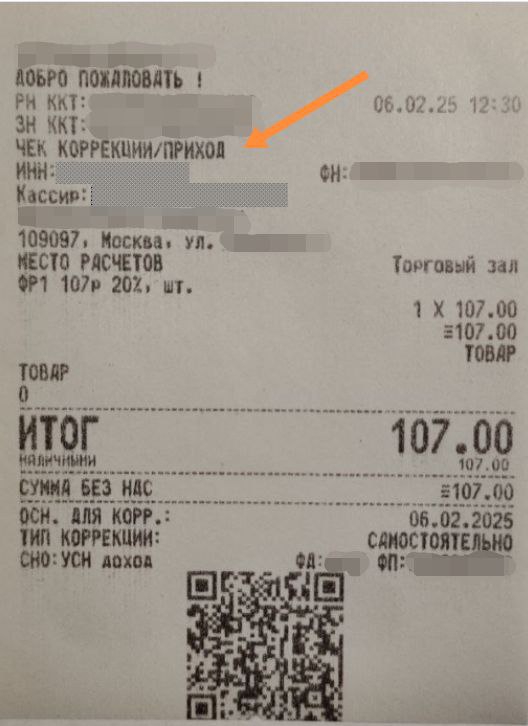 ДОБРО ПОЖАЛОВАТЬ !
РН ККТ: 06.02.25 12:30
ЗН ККТ:
ЧЕК КОРРЕКЦИИ/ПРИХОД
ИНН: ФН:
Кассир:
109097, Москва, ул.
МЕСТО РАСЧЕТОВ Торговый зал
ФР1 107р 20%, шт.
1 X 107.00
≡107.00
ТОВАР
ТОВАР
0
ИТОГ 107.00
НАЛИЧНЫМИ 107.00
СУММА БЕЗ НДС ≡107.00
ОСН. ДЛЯ КОРР.: 06.02.2025
ТИП КОРРЕКЦИИ: САМОСТОЯТЕЛЬНО
СНО:УСН доход ФД: ФП: